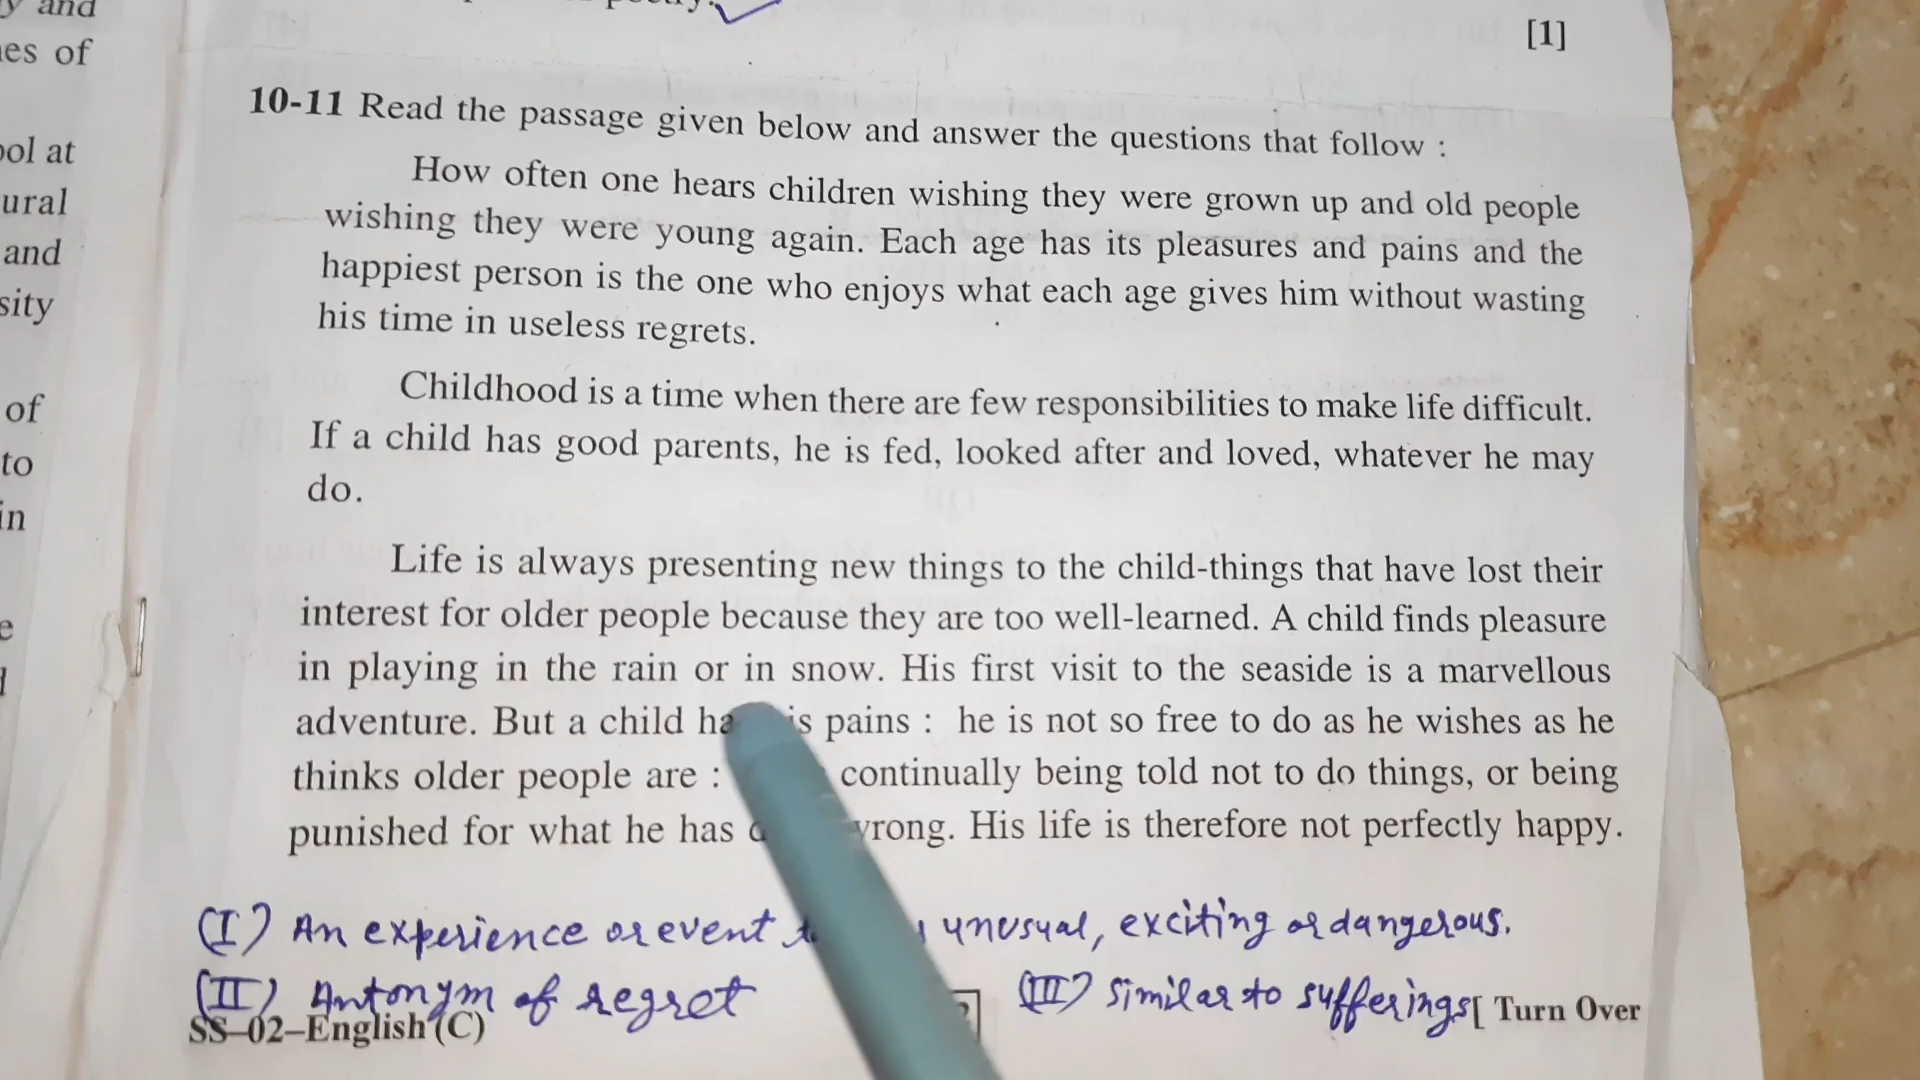 y and
es of
ool at
ural
and
sity
of
to
in
e
[1]
10-11 Read the passage given below and answer the questions that follow :
How often one hears children wishing they were grown up and old people
wishing they were young again. Each age has its pleasures and pains and the
happiest person is the one who enjoys what each age gives him without wasting
his time in useless regrets.
Childhood is a time when there are few responsibilities to make life difficult.
If a child has good parents, he is fed, looked after and loved, whatever he may
do.
Life is always presenting new things to the child-things that have lost their
interest for older people because they are too well-learned. A child finds pleasure
in playing in the rain or in snow. His first visit to the seaside is a marvellous
adventure. But a child ha is pains : he is not so free to do as he wishes as he
thinks older people are : continually being told not to do things, or being
punished for what he has wrong. His life is therefore not perfectly happy.
(I) An experience or event unusual, exciting or dangerous.
(II) Antonym of regret (III) similar to sufferings
SS-02-English (C) [ Turn Over